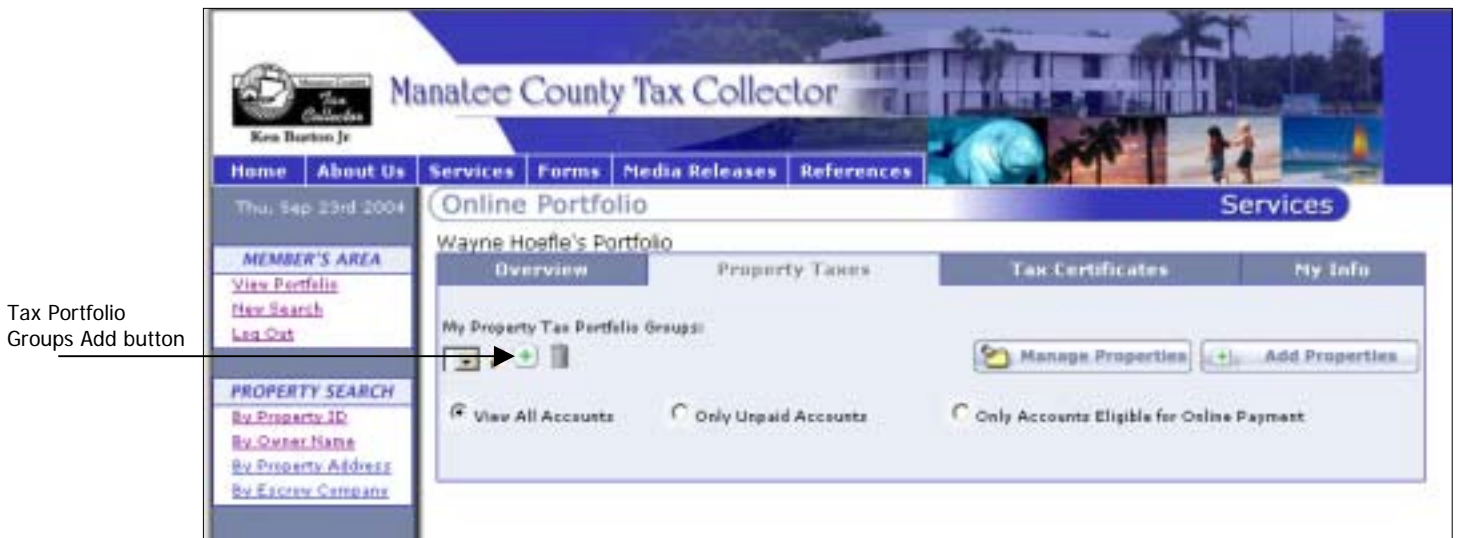 Manatee County Tax Collector
Tax
Collector
Ken Burton Jr
Home About Us Services Forms Media Releases References
Thu, Sep 23rd 2004
Online Portfolio
Services
Wayne Hoefle's Portfolio
MEMBER'S AREA
View Portfolio
New Search
Log Out
Overview Property Taxes Tax Certificates My Info
Tax Portfolio
Groups Add button
My Property Tax Portfolio Groups:
Manage Properties Add Properties
PROPERTY SEARCH
By Property ID
By Owner Name
By Property Address
By Escrow Company
View All Accounts Only Unpaid Accounts Only Accounts Eligible for Online Payment